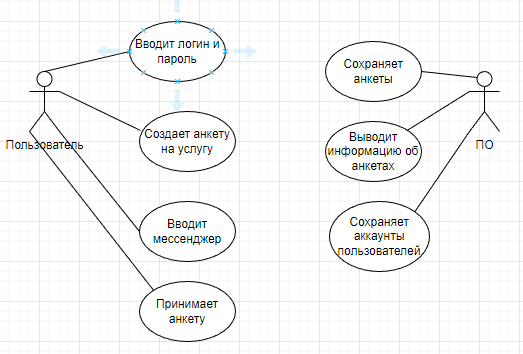 Вводит логин и
пароль
Сохраняет
анкеты
Создает анкету
на услугу
Выводит
информацию об
анкетах
Пользователь
ПО
Вводит
мессенджер
Сохраняет
аккаунты
пользователей
Принимает
анкету